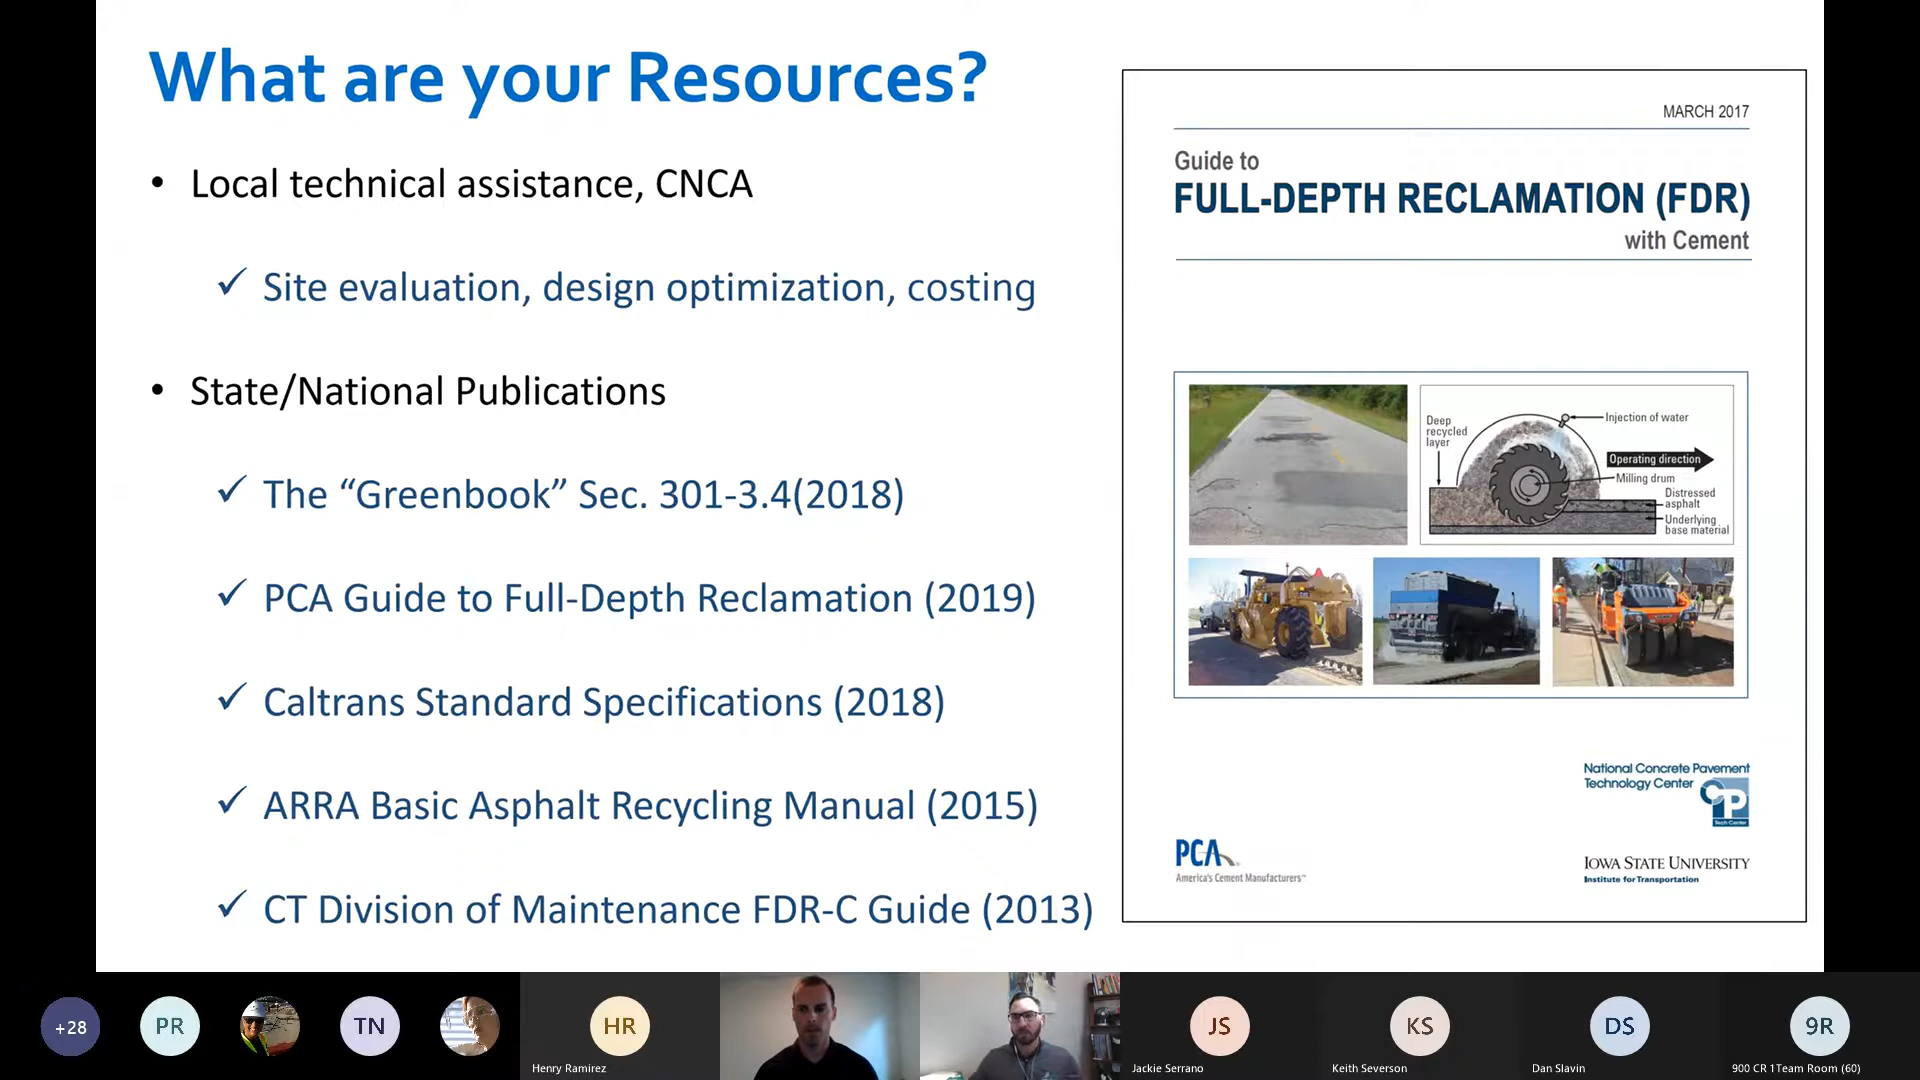 What are your Resources?
• Local technical assistance, CNCA
✓ Site evaluation, design optimization, costing
• State/National Publications
✓ The “Greenbook” Sec. 301-3.4(2018)
✓ PCA Guide to Full-Depth Reclamation (2019)
✓ Caltrans Standard Specifications (2018)
✓ ARRA Basic Asphalt Recycling Manual (2015)
✓ CT Division of Maintenance FDR-C Guide (2013)
MARCH 2017
Guide to
FULL-DEPTH RECLAMATION (FDR)
with Cement
Deep
recycled
layer
Injection of water
Operating direction
Milling drum
Distressed
asphalt
Underlying
base material
National Concrete Pavement
Technology Center
CP
Tech Center
PCA
America's Cement Manufacturers™
IOWA STATE UNIVERSITY
Institute for Transportation
+28
PR
TN
HR
Henry Ramirez
JS
Jackie Serrano
KS
Keith Severson
DS
Dan Slavin
9R
900 CR 1Team Room (60)